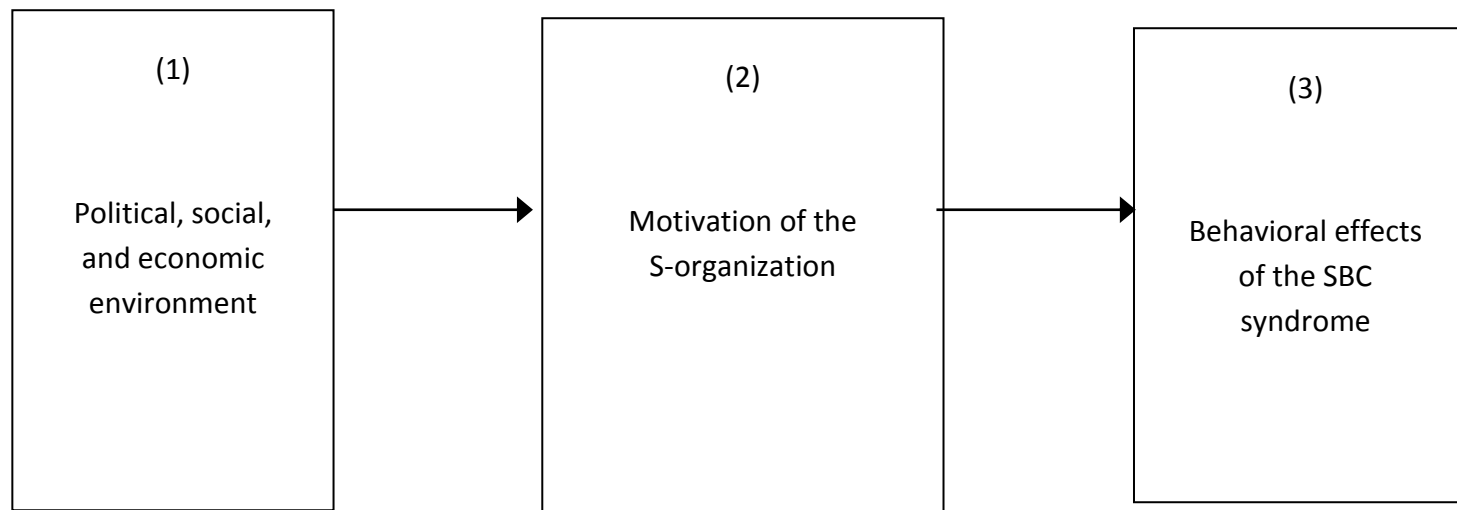 (1)
Political, social,
and economic
environment
(2)
Motivation of the
S-organization
(3)
Behavioral effects
of the SBC
syndrome